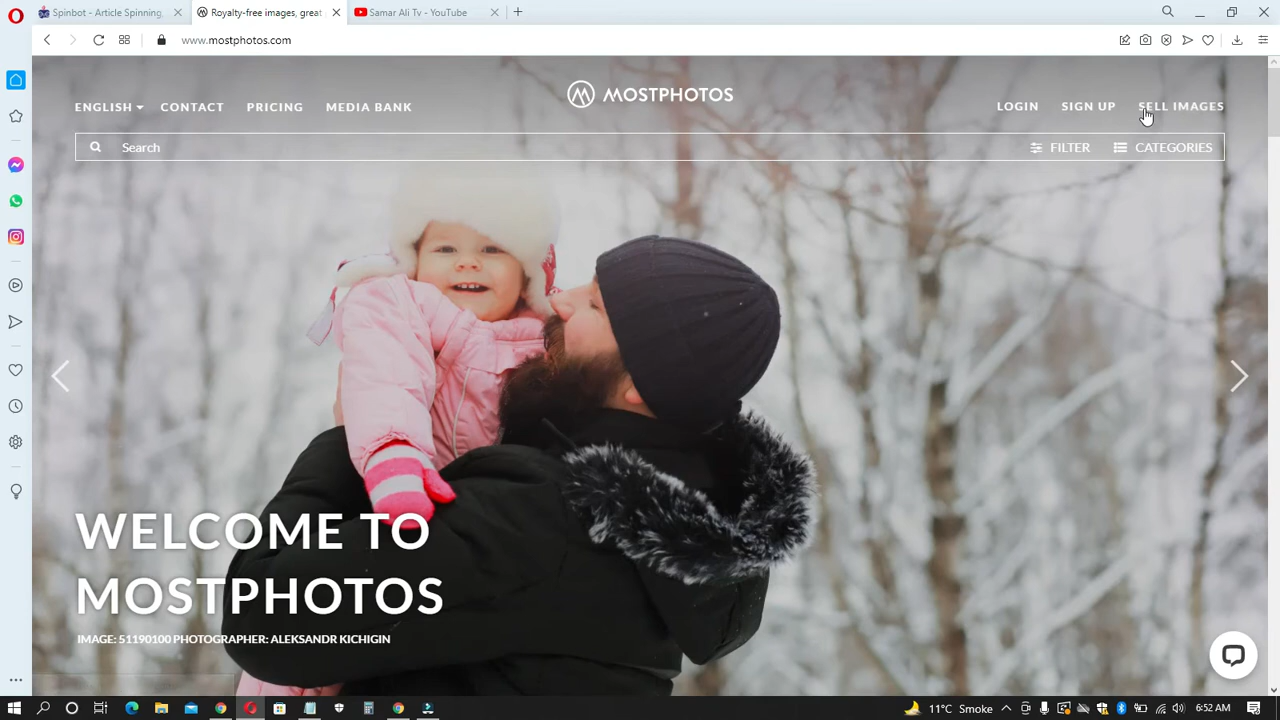 Spinbot - Article Spinning,
Royalty-free images, great
Samar Ali Tv - YouTube
www.mostphotos.com
ENGLISH
CONTACT
PRICING
MEDIA BANK
MOSTPHOTOS
LOGIN
SIGN UP
SELL IMAGES
Search
FILTER
CATEGORIES
WELCOME TO
MOSTPHOTOS
IMAGE: 51190100 PHOTOGRAPHER: ALEKSANDR KICHIGIN
11°C Smoke
6:52 AM